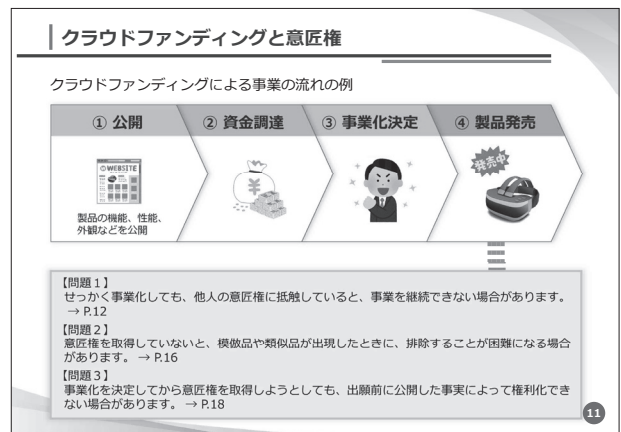 クラウドファンディングと意匠権
クラウドファンディングによる事業の流れの例
① 公開
② 資金調達
③ 事業化決定
④ 製品発売
WEBSITE
¥
発売中
製品の機能、性能、
外観などを公開
【問題１】
せっかく事業化しても、他人の意匠権に抵触していると、事業を継続できない場合があります。
→ P.12
【問題２】
意匠権を取得していないと、模倣品や類似品が出現したときに、排除することが困難になる場合
があります。 → P.16
【問題３】
事業化を決定してから意匠権を取得しようとしても、出願前に公開した事実によって権利化でき
ない場合があります。 → P.18
11